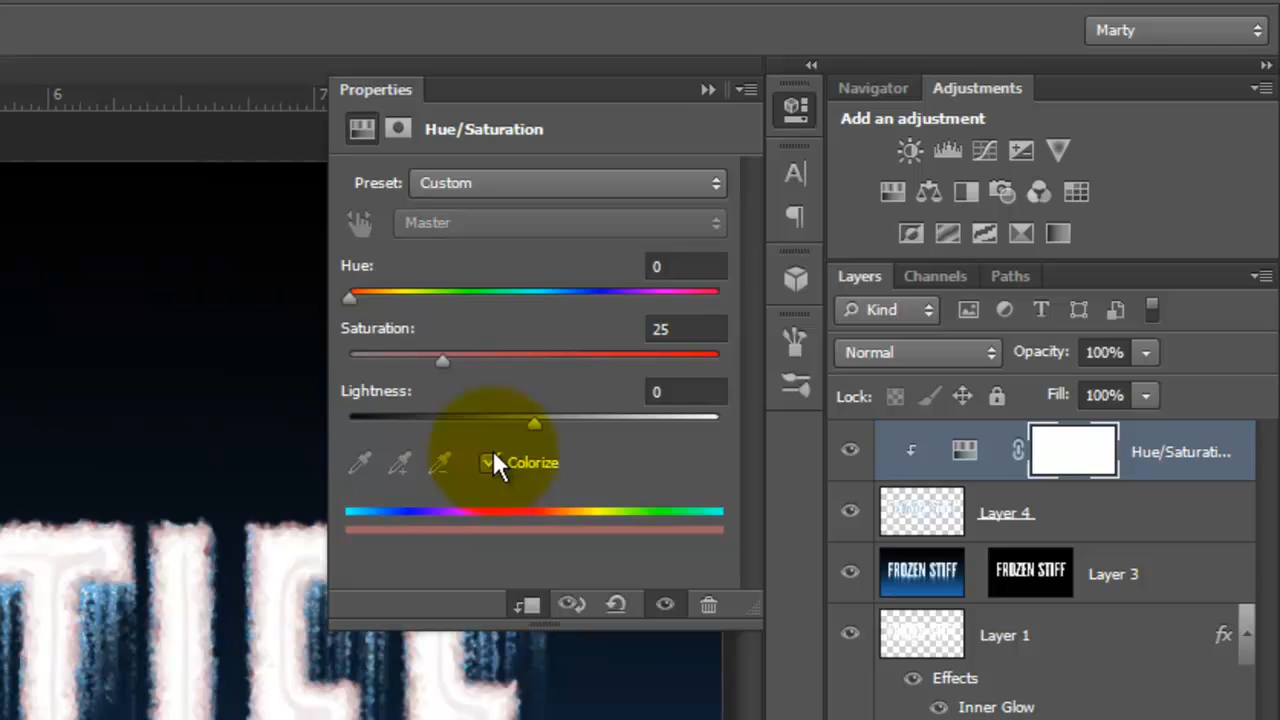 Marty
6
7
Properties
Hue/Saturation
Preset: Custom
Master
Hue: 0
Saturation: 25
Lightness: 0
Colorize
TIFF
Navigator Adjustments
Add an adjustment
Layers Channels Paths
Kind
Normal Opacity: 100%
Lock: Fill: 100%
Hue/Saturati...
Layer 4
FROZEN STIFF FROZEN STIFF Layer 3
Layer 1 fx
Effects
Inner Glow